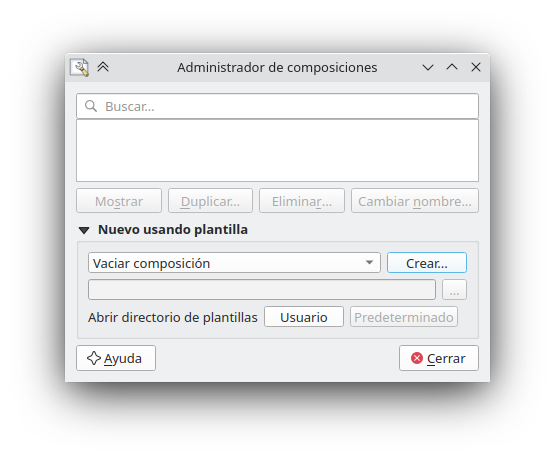 Administrador de composiciones
Buscar...
Mostrar Duplicar... Eliminar... Cambiar nombre...
Nuevo usando plantilla
Vaciar composición Crear...
...
Abrir directorio de plantillas Usuario Predeterminado
Ayuda Cerrar